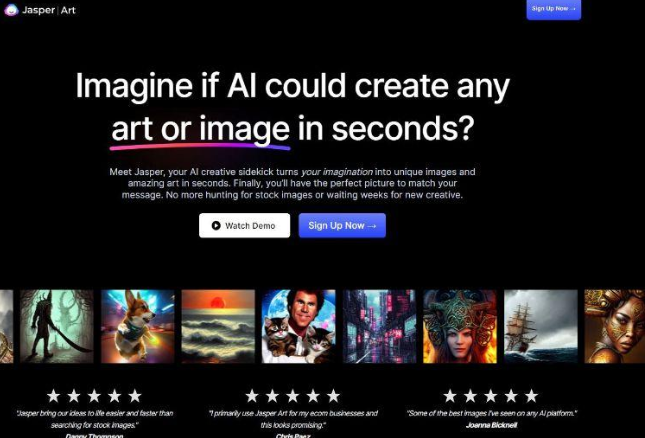 Jasper | Art
Sign Up Now →
Imagine if AI could create any
art or image in seconds?
Meet Jasper, your AI creative sidekick turns your imagination into unique images and
amazing art in seconds. Finally, you'll have the perfect picture to match your
message. No more hunting for stock images or waiting weeks for new creative.
Watch Demo
Sign Up Now →
"Jasper bring our ideas to life easier and faster than
searching for stock images."
Danny Thompson
"I primarily use Jasper Art for my ecom businesses and
this looks promising."
Chris Paez
"Some of the best images I've seen on any AI platform."
Joanna Bicknell